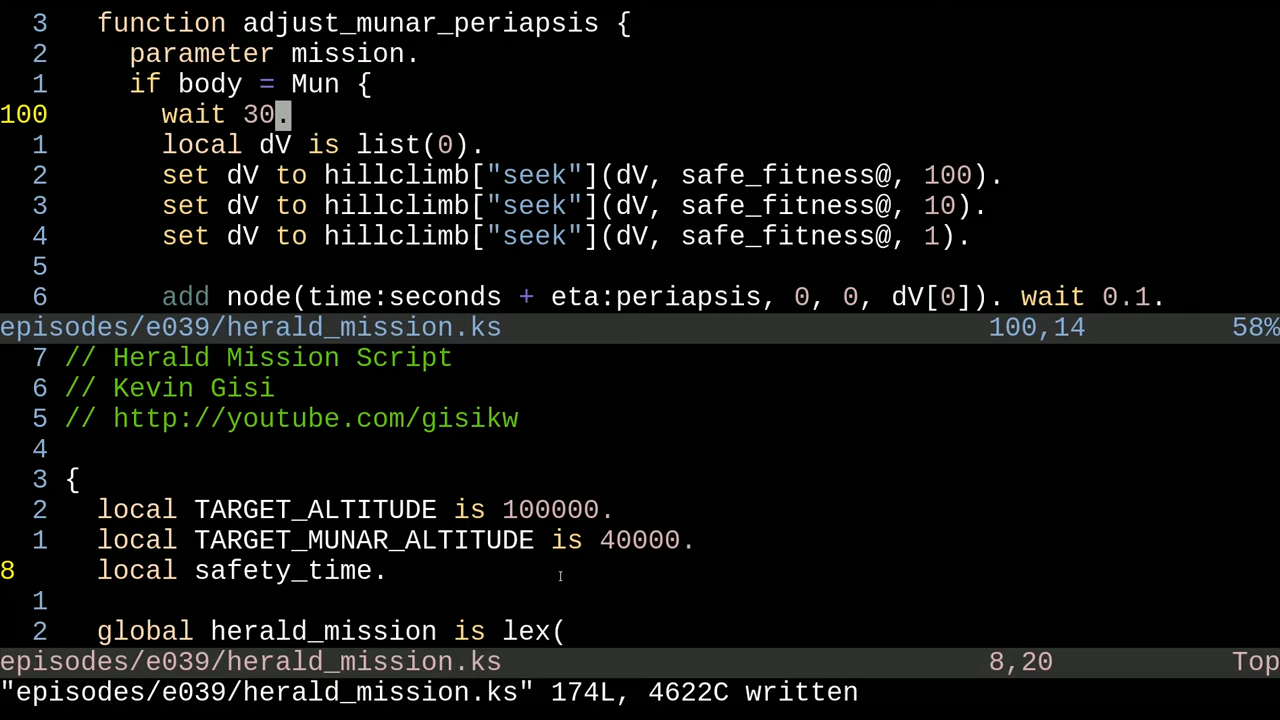 3 function adjust_munar_periapsis {
2 parameter mission.
1 if body = Mun {
100 wait 30.
1 local dV is list(0).
2 set dV to hillclimb["seek"](dV, safe_fitness@, 100).
3 set dV to hillclimb["seek"](dV, safe_fitness@, 10).
4 set dV to hillclimb["seek"](dV, safe_fitness@, 1).
5
6 add node(time:seconds + eta:periapsis, 0, 0, dV[0]). wait 0.1.
episodes/e039/herald_mission.ks 100,14 58%
7 // Herald Mission Script
6 // Kevin Gisi
5 // http://youtube.com/gisikw
4
3 {
2 local TARGET_ALTITUDE is 100000.
1 local TARGET_MUNAR_ALTITUDE is 40000.
8 local safety_time.
1
2 global herald_mission is lex(
episodes/e039/herald_mission.ks 8,20 Top
"episodes/e039/herald_mission.ks" 174L, 4622C written